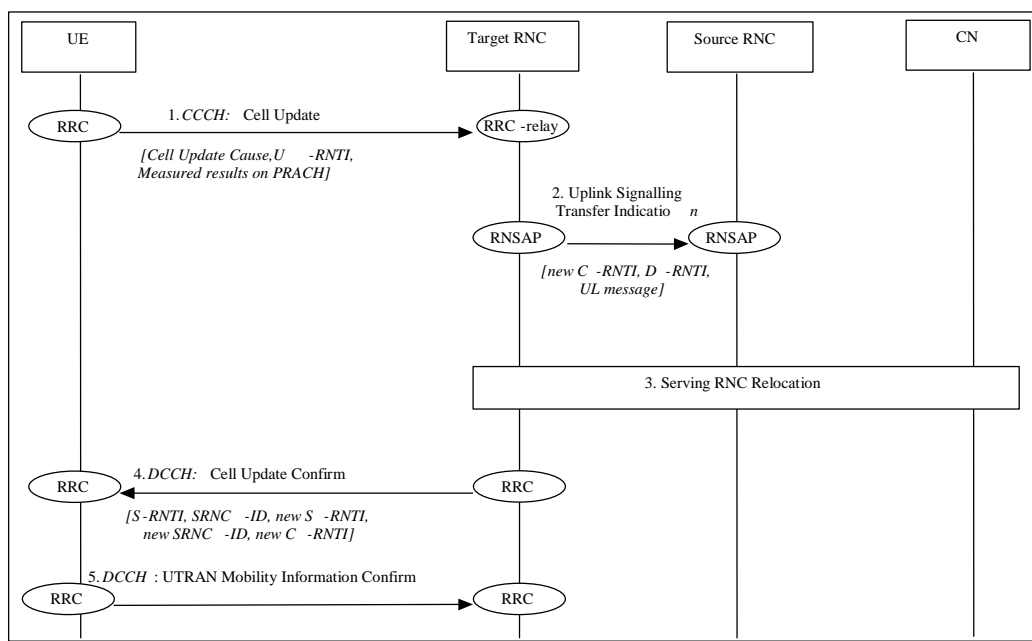 UE
Target RNC
Source RNC
CN
1. CCCH: Cell Update
RRC
RRC -relay
[Cell Update Cause,U -RNTI,
Measured results on PRACH]
2. Uplink Signalling
Transfer Indicatio n
RNSAP
RNSAP
[new C -RNTI, D -RNTI,
UL message]
3. Serving RNC Relocation
4. DCCH: Cell Update Confirm
RRC
RRC
[S-RNTI, SRNC -ID, new S -RNTI,
new SRNC -ID, new C -RNTI]
5. DCCH : UTRAN Mobility Information Confirm
RRC
RRC